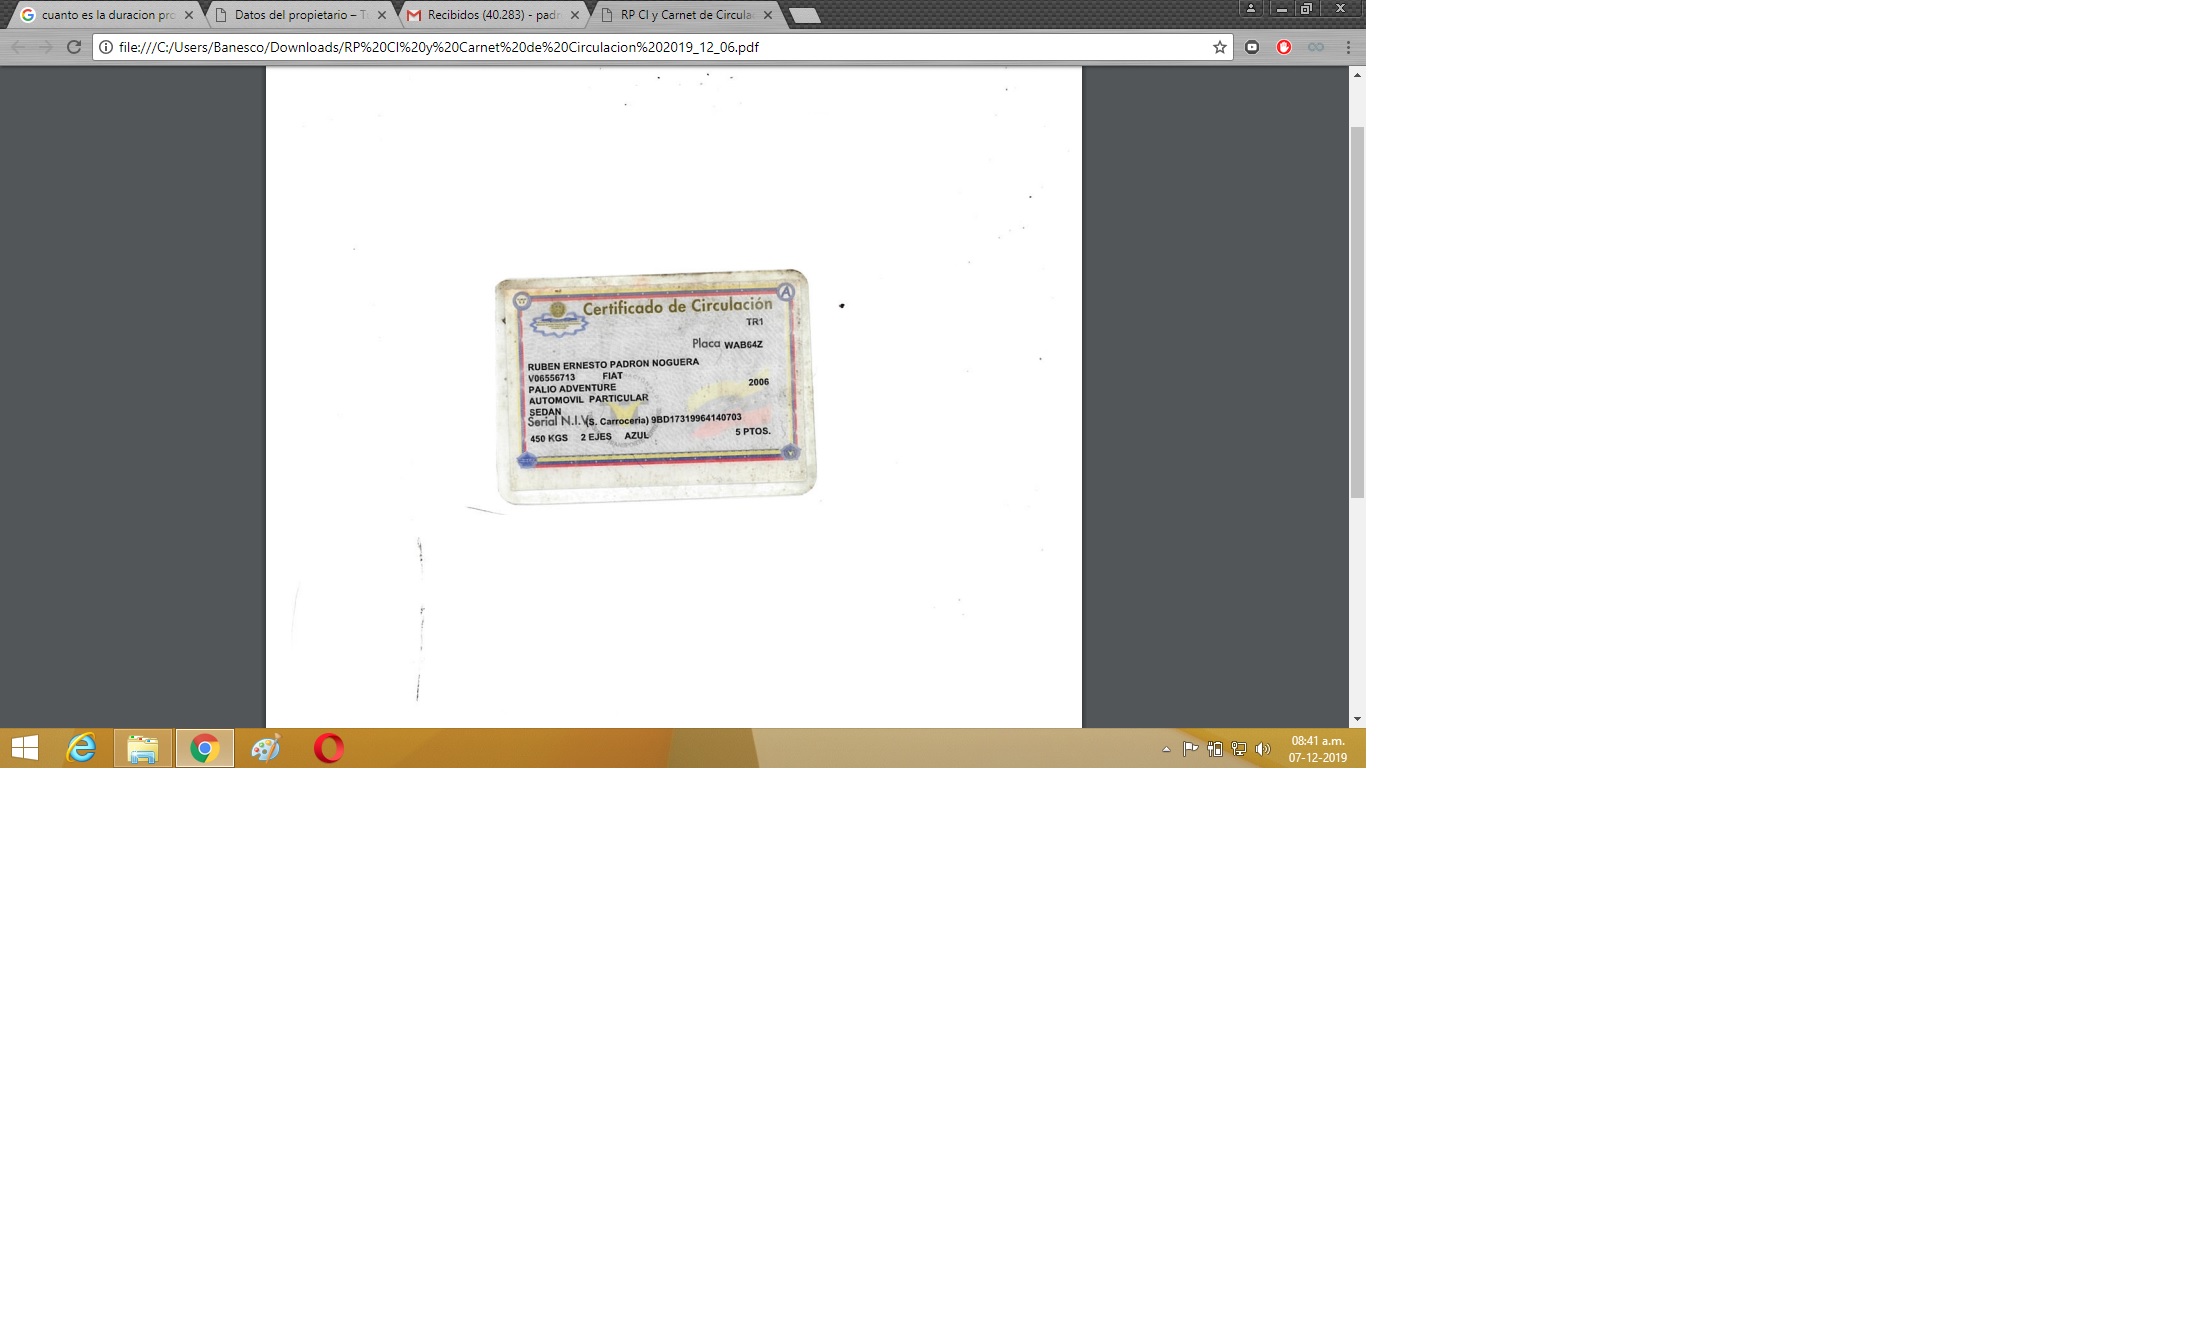 cuanto es la duracion pro
Datos del propietario – T
Recibidos (40.283) - padr
RP CI y Carnet de Circula
file:///C:/Users/Banesco/Downloads/RP%20CI%20y%20Carnet%20de%20Circulacion%202019_12_06.pdf
Certificado de Circulación
TR1
Placa WAB64Z
RUBEN ERNESTO PADRON NOGUERA
V06556713 FIAT
PALIO ADVENTURE 2006
AUTOMOVIL PARTICULAR
SEDAN
Serial N.I.V(S. Carroceria) 9BD17319964140703
450 KGS 2 EJES AZUL 5 PTOS.
08:41 a.m.
07-12-2019